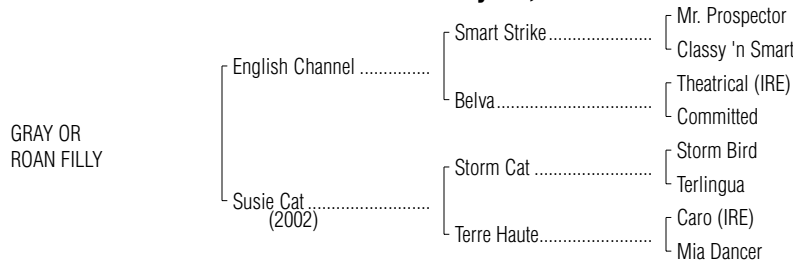 Mr. Prospector
Smart Strike.....................
Classy 'n Smart
English Channel ...............
Theatrical (IRE)
Belva................................
Committed
GRAY OR
ROAN FILLY
Storm Bird
Storm Cat ........................
Terlingua
Susie Cat..........................
(2002)
Caro (IRE)
Terre Haute.......................
Mia Dancer